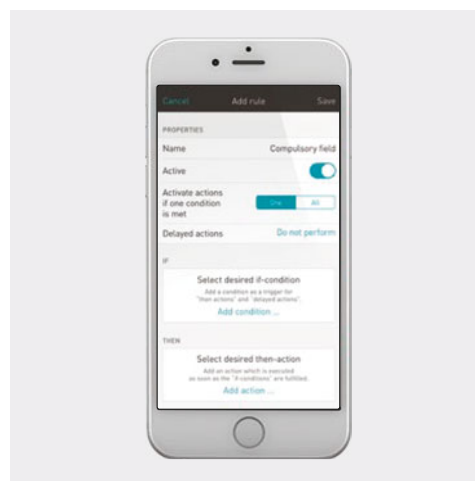 Cancel Add rule Save
PROPERTIES
Name Compulsory field
Active
Activate actions
if one condition
is met
One All
Delayed actions Do not perform
IF
Select desired if-condition
Add a condition as a trigger for
"then actions" and "delayed actions".
Add condition ...
THEN
Select desired then-action
Add an action which is executed
as soon as the "if-conditions" are fulfilled.
Add action ...